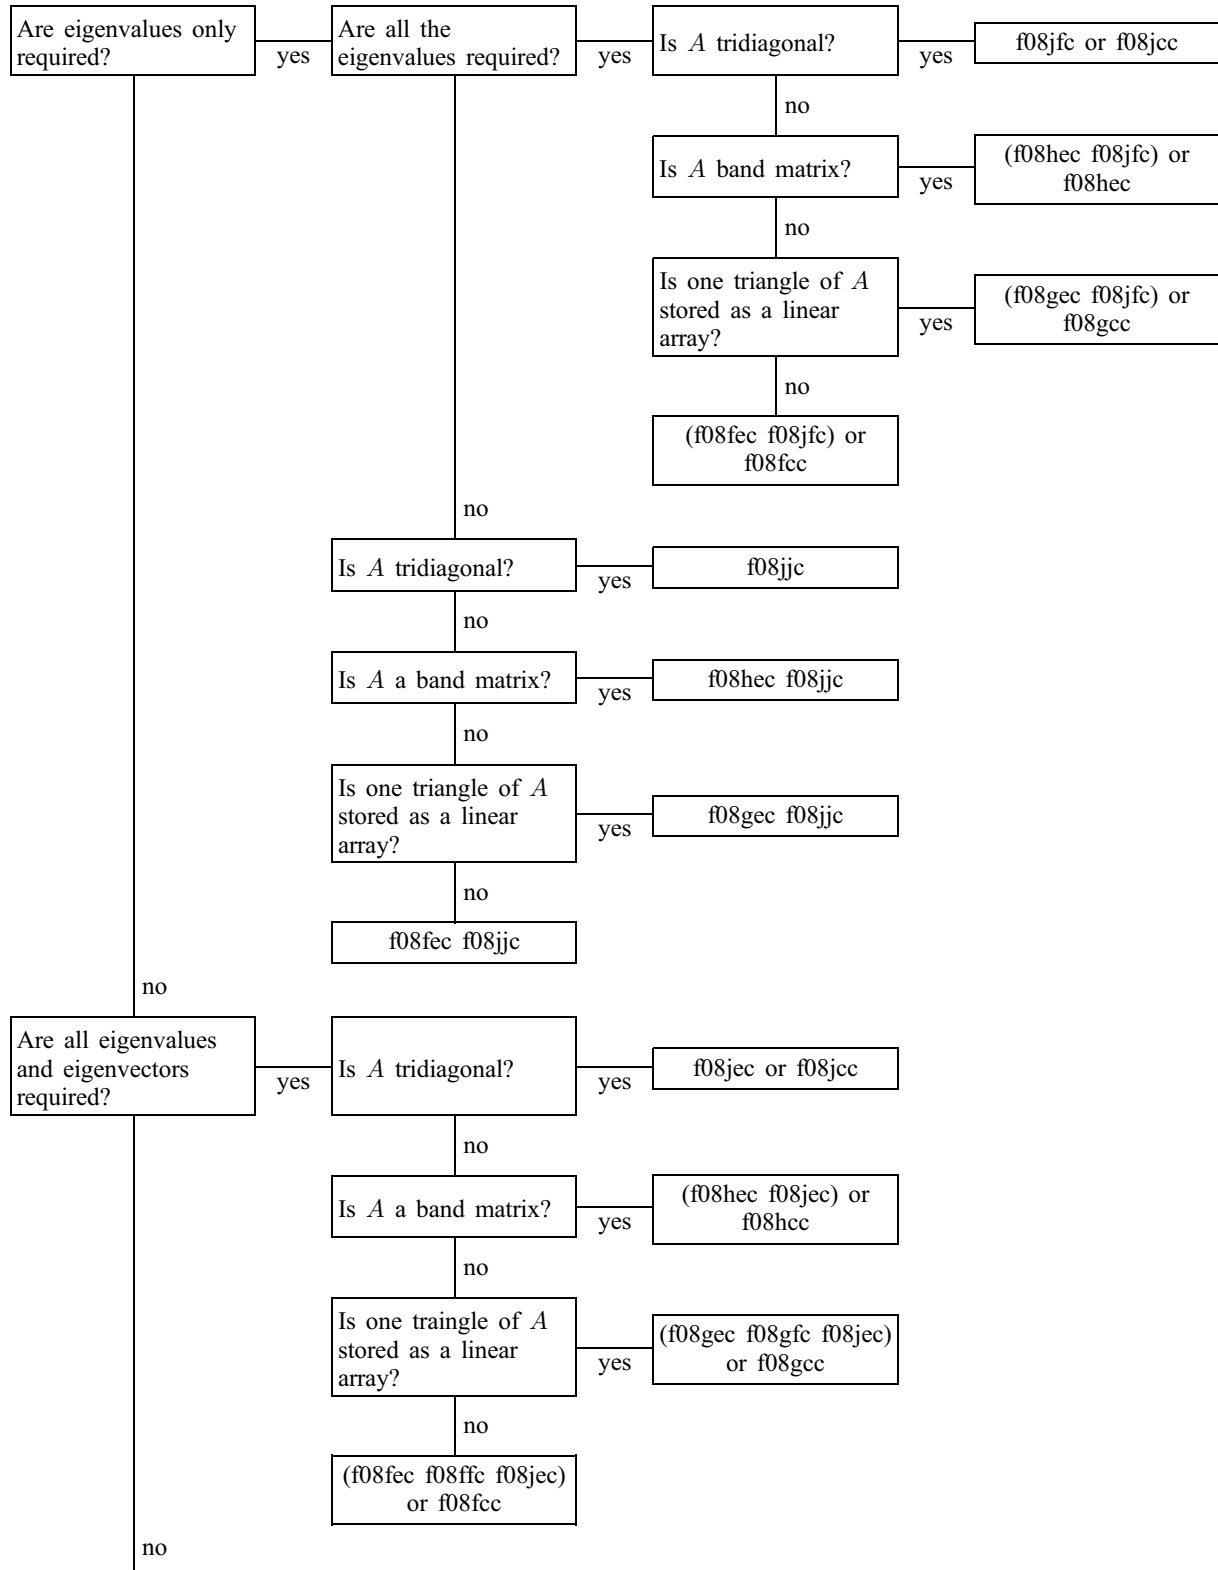 Are eigenvalues only
required?
yes
Are all the
eigenvalues required?
yes
Is A tridiagonal?
yes
f08jfc or f08jcc
no
Is A band matrix?
yes
(f08hec f08jfc) or
f08hec
no
Is one triangle of A
stored as a linear
array?
yes
(f08gec f08jfc) or
f08gcc
no
(f08fec f08jfc) or
f08fcc
no
Is A tridiagonal?
yes
f08jjc
no
Is A a band matrix?
yes
f08hec f08jjc
no
Is one triangle of A
stored as a linear
array?
yes
f08gec f08jjc
no
f08fec f08jjc
no
Are all eigenvalues
and eigenvectors
required?
yes
Is A tridiagonal?
yes
f08jec or f08jcc
no
Is A a band matrix?
yes
(f08hec f08jec) or
f08hcc
no
Is one traingle of A
stored as a linear
array?
yes
(f08gec f08gfc f08jec)
or f08gcc
no
(f08fec f08ffc f08jec)
or f08fcc
no